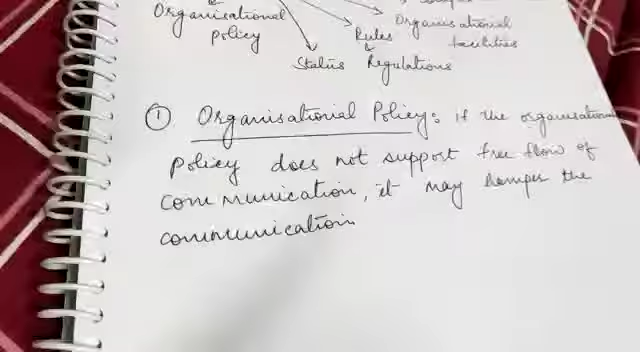 Organisational
policy
Organisational
facilities
Rules
&
Regulations
Status
① Organisational Policy: if the organisation
policy does not support free flow of
communication, it may hamper the
communication